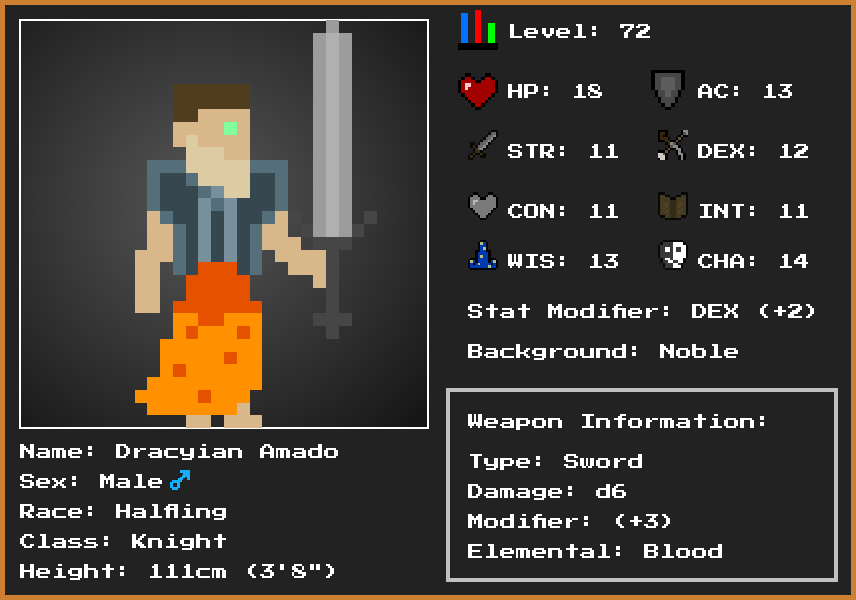 Level: 72
HP: 18 AC: 13
STR: 11 DEX: 12
CON: 11 INT: 11
WIS: 13 CHA: 14
Stat Modifier: DEX (+2)
Background: Noble
Weapon Information:
Type: Sword
Damage: d6
Modifier: (+3)
Elemental: Blood
Name: Dracyian Amado
Sex: Male ♂
Race: Halfling
Class: Knight
Height: 111cm (3'8")